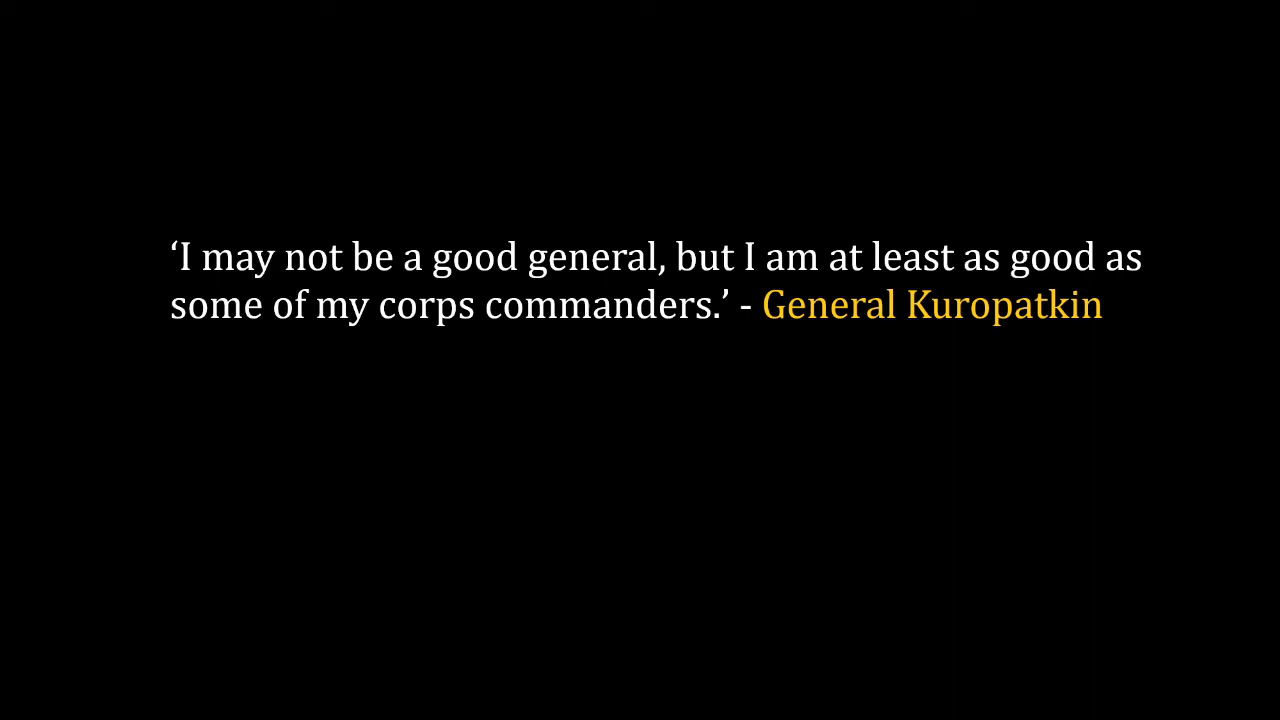 ‘I may not be a good general, but I am at least as good as
some of my corps commanders.’ - General Kuropatkin